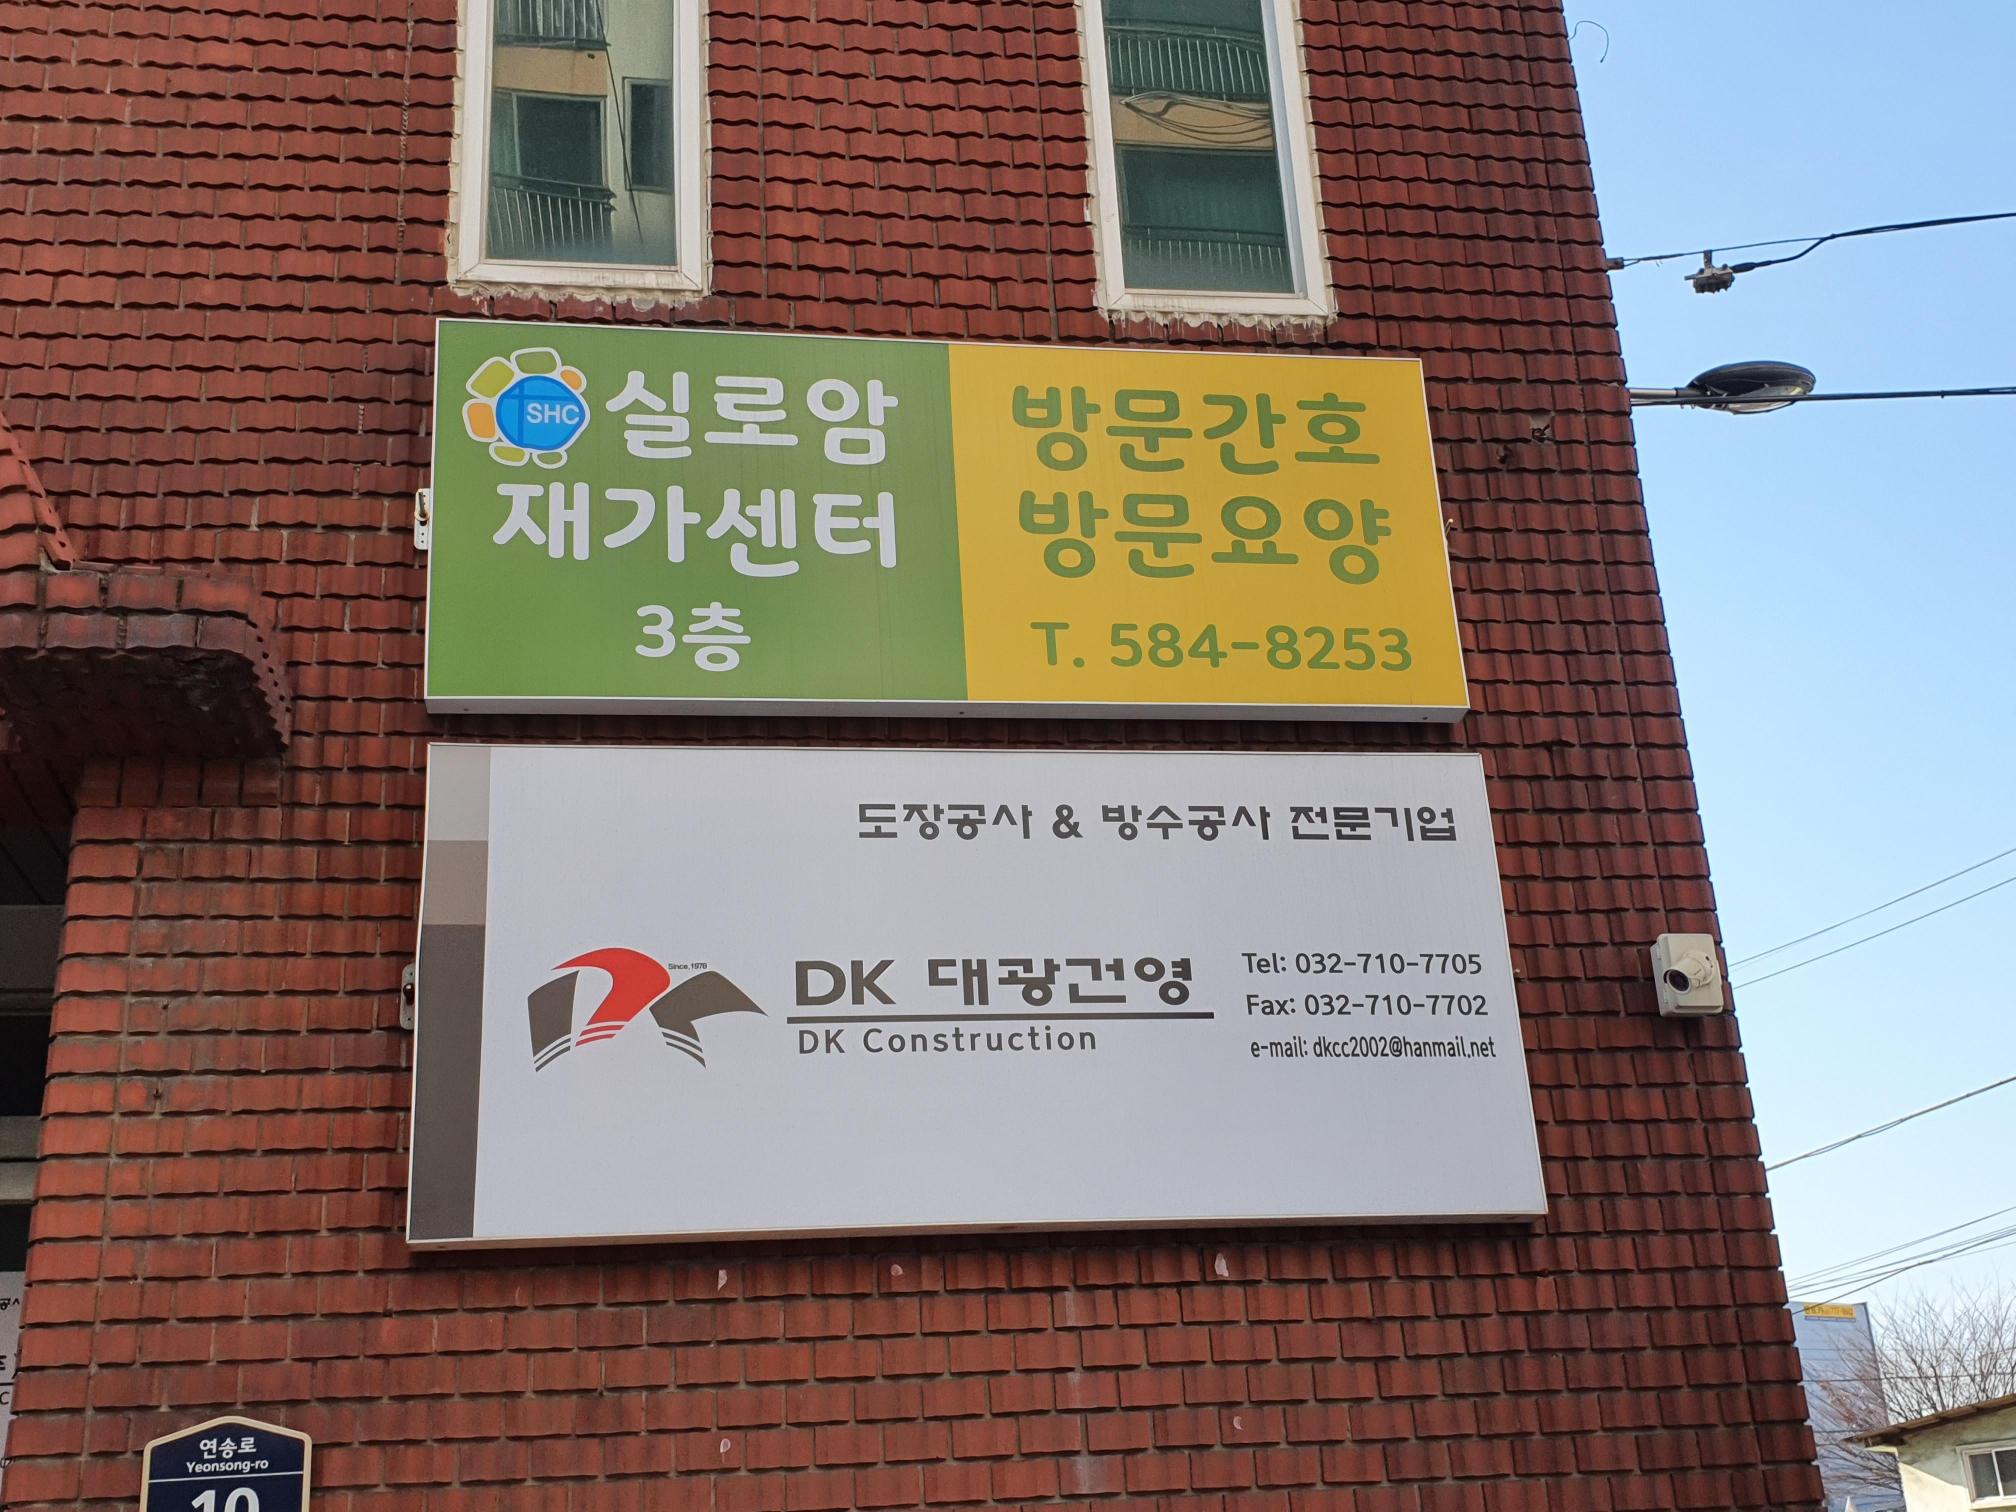 SHC 실로암
재가센터
3층
방문간호
방문요양
T. 584-8253
도장공사 & 방수공사 전문기업
Since.1978
DK 대광건영
DK Construction
Tel: 032-710-7705
Fax: 032-710-7702
e-mail: dkcc2002@hanmail.net
연송로
Yeonsong-ro
10